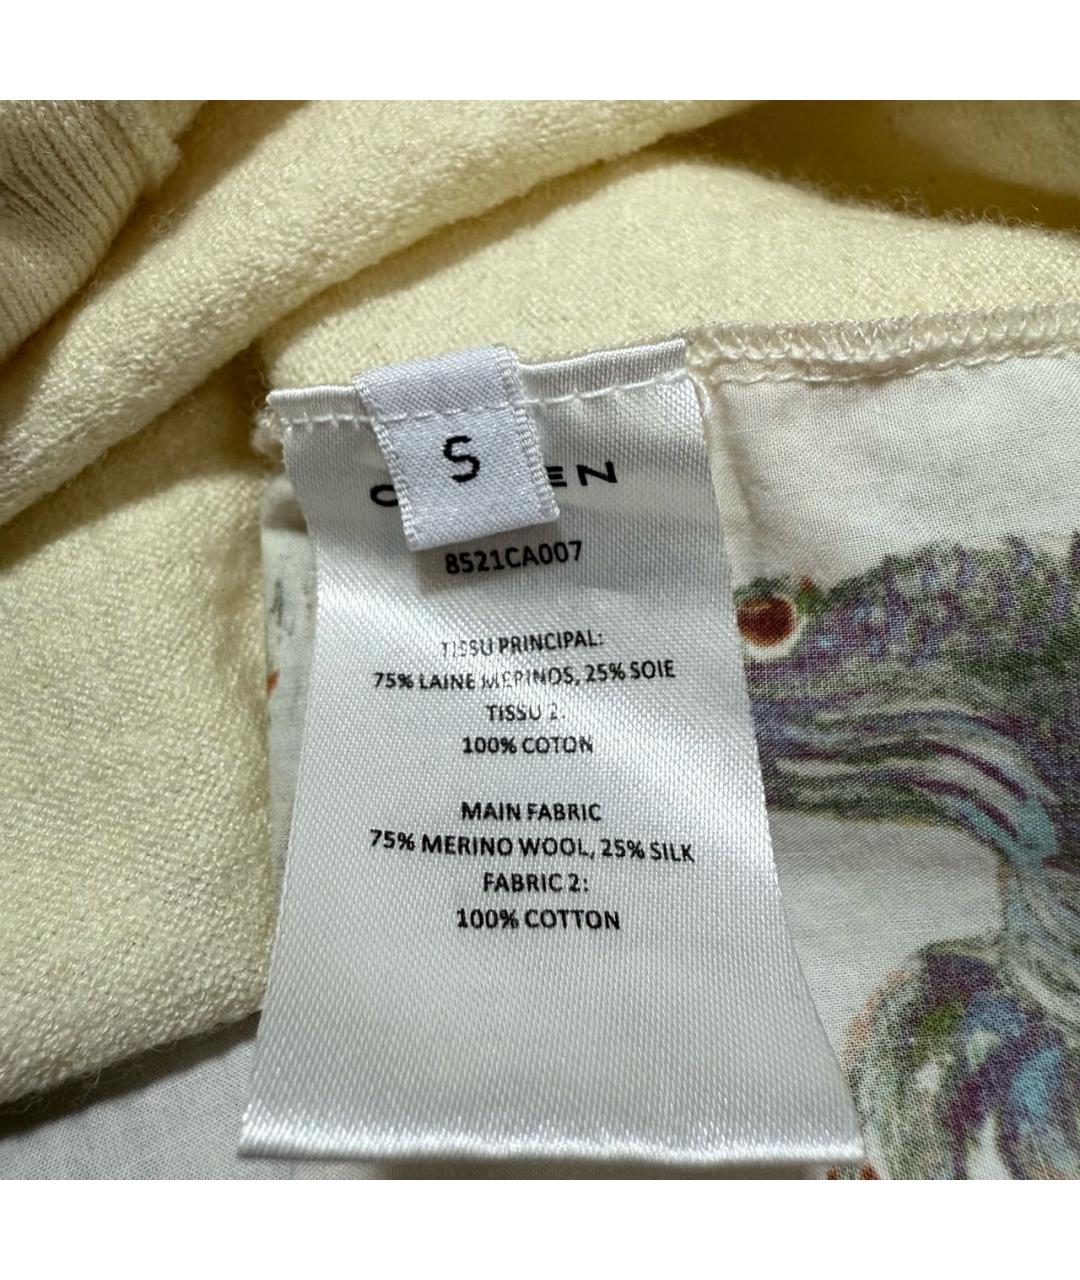 S
8521CA007
TISSU PRINCIPAL:
75% LAINE MERINOS, 25% SOIE
TISSU 2:
100% COTON
MAIN FABRIC
75% MERINO WOOL, 25% SILK
FABRIC 2:
100% COTTON